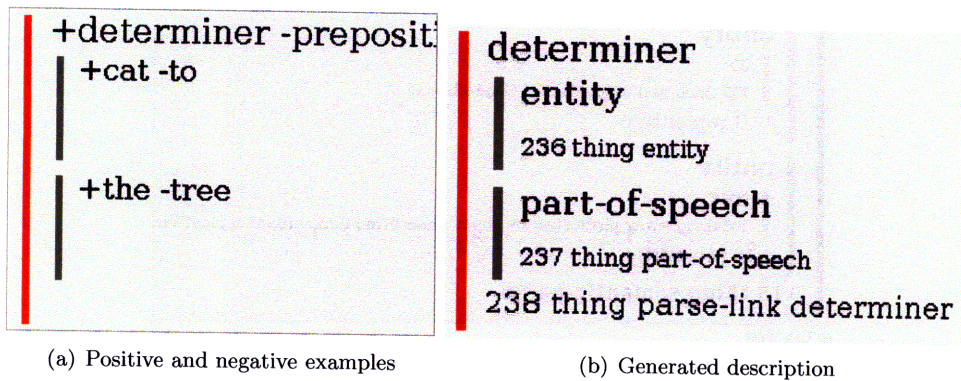 +determiner -prepositi
+cat -to
+the -tree
(a) Positive and negative examples
determiner
entity
236 thing entity
part-of-speech
237 thing part-of-speech
238 thing parse-link determiner
(b) Generated description